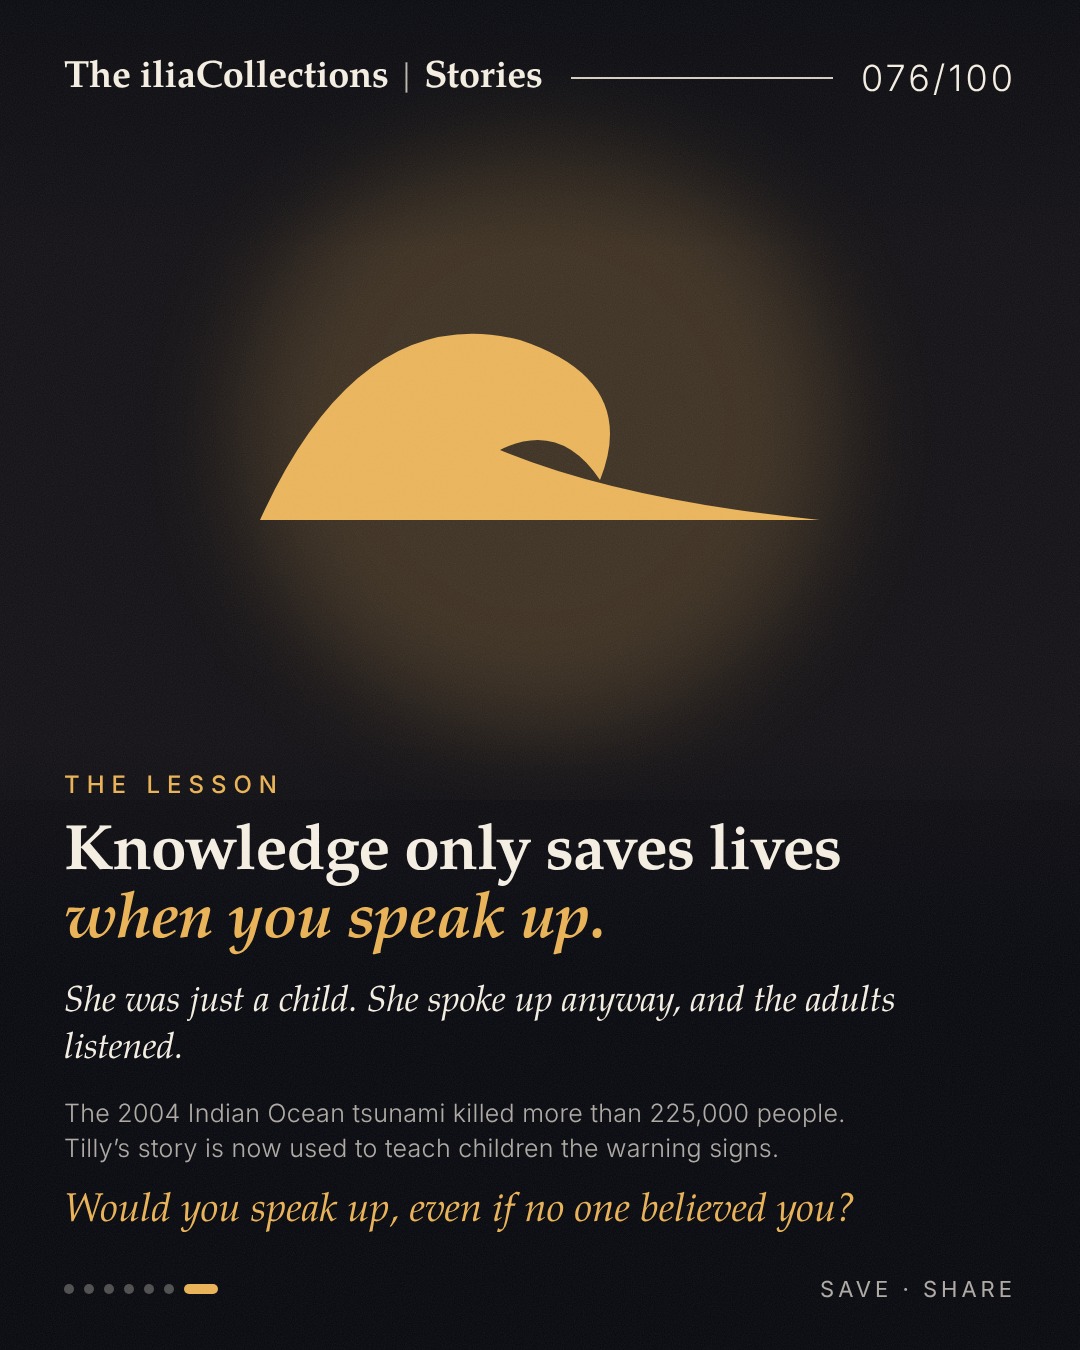 The iliaCollections | Stories 076/100
THE LESSON
Knowledge only saves lives
when you speak up.
She was just a child. She spoke up anyway, and the adults
listened.
The 2004 Indian Ocean tsunami killed more than 225,000 people.
Tilly’s story is now used to teach children the warning signs.
Would you speak up, even if no one believed you?
SAVE · SHARE